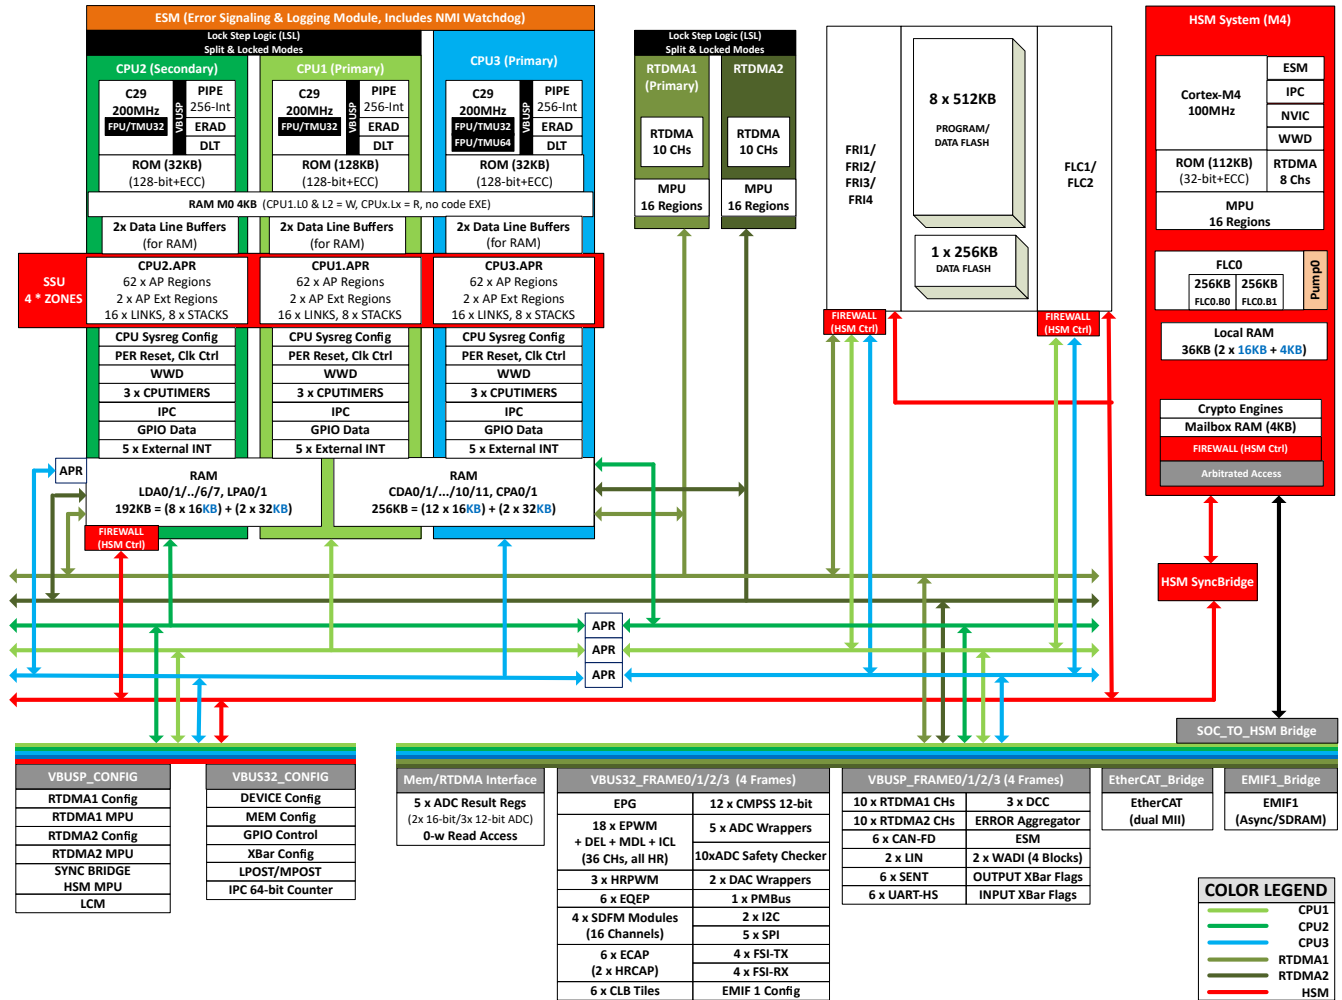 ESM (Error Signaling & Logging Module, Includes NMI Watchdog)
Lock Step Logic (LSL)
Split & Locked Modes
CPU2 (Secondary)
CPU1 (Primary)
CPU3 (Primary)
C29
200MHz
FPU/TMU32
VBUSP
PIPE
256-Int
ERAD
DLT
C29
200MHz
FPU/TMU32
VBUSP
PIPE
256-Int
ERAD
DLT
C29
200MHz
FPU/TMU32
FPU/TMU64
VBUSP
PIPE
256-Int
ERAD
DLT
ROM (32KB)
(128-bit+ECC)
ROM (128KB)
(128-bit+ECC)
ROM (32KB)
(128-bit+ECC)
RAM M0 4KB (CPU1.L0 & L2 = W, CPUx.Lx = R, no code EXE)
2x Data Line Buffers
(for RAM)
2x Data Line Buffers
(for RAM)
2x Data Line Buffers
(for RAM)
SSU
4 * ZONES
CPU2.APR
62 x AP Regions
2 x AP Ext Regions
16 x LINKS, 8 x STACKS
CPU1.APR
62 x AP Regions
2 x AP Ext Regions
16 x LINKS, 8 x STACKS
CPU3.APR
62 x AP Regions
2 x AP Ext Regions
16 x LINKS, 8 x STACKS
CPU Sysreg Config
PER Reset, Clk Ctrl
WWD
3 x CPUTIMERS
IPC
GPIO Data
5 x External INT
CPU Sysreg Config
PER Reset, Clk Ctrl
WWD
3 x CPUTIMERS
IPC
GPIO Data
5 x External INT
CPU Sysreg Config
PER Reset, Clk Ctrl
WWD
3 x CPUTIMERS
IPC
GPIO Data
5 x External INT
APR
RAM
LDA0/1/../6/7, LPA0/1
192KB = (8 x 16KB) + (2 x 32KB)
RAM
CDA0/1/.../10/11, CPA0/1
256KB = (12 x 16KB) + (2 x 32KB)
FIREWALL
(HSM Ctrl)
Lock Step Logic (LSL)
Split & Locked Modes
RTDMA1
(Primary)
RTDMA2
RTDMA
10 CHs
RTDMA
10 CHs
MPU
16 Regions
MPU
16 Regions
FRI1/
FRI2/
FRI3/
FRI4
8 x 512KB
PROGRAM/
DATA FLASH
1 x 256KB
DATA FLASH
FLC1/
FLC2
FIREWALL
(HSM Ctrl)
FIREWALL
(HSM Ctrl)
HSM System (M4)
Cortex-M4
100MHz
ESM
IPC
NVIC
WWD
ROM (112KB)
(32-bit+ECC)
RTDMA
8 Chs
MPU
16 Regions
FLC0
256KB
FLC0.B0
256KB
FLC0.B1
Pump0
Local RAM
36KB (2 x 16KB + 4KB)
Crypto Engines
Mailbox RAM (4KB)
FIREWALL (HSM Ctrl)
Arbitrated Access
HSM SyncBridge
APR
APR
APR
SOC_TO_HSM Bridge
VBUSP_CONFIG
RTDMA1 Config
RTDMA1 MPU
RTDMA2 Config
RTDMA2 MPU
SYNC BRIDGE
HSM MPU
LCM
VBUS32_CONFIG
DEVICE Config
MEM Config
GPIO Control
XBar Config
LPOST/MPOST
IPC 64-bit Counter
Mem/RTDMA Interface
5 x ADC Result Regs
(2x 16-bit/3x 12-bit ADC)
0-w Read Access
VBUS32_FRAME0/1/2/3 (4 Frames)
EPG
18 x EPWM
+ DEL + MDL + ICL
(36 CHs, all HR)
3 x HRPWM
6 x EQEP
4 x SDFM Modules
(16 Channels)
6 x ECAP
(2 x HRCAP)
6 x CLB Tiles
12 x CMPSS 12-bit
5 x ADC Wrappers
10xADC Safety Checker
2 x DAC Wrappers
1 x PMBus
2 x I2C
5 x SPI
4 x FSI-TX
4 x FSI-RX
EMIF 1 Config
VBUSP_FRAME0/1/2/3 (4 Frames)
10 x RTDMA1 CHs
10 x RTDMA2 CHs
6 x CAN-FD
2 x LIN
6 x SENT
6 x UART-HS
3 x DCC
ERROR Aggregator
ESM
2 x WADI (4 Blocks)
OUTPUT XBar Flags
INPUT XBar Flags
EtherCAT_Bridge
EtherCAT
(dual MII)
EMIF1_Bridge
EMIF1
(Async/SDRAM)
COLOR LEGEND
CPU1
CPU2
CPU3
RTDMA1
RTDMA2
HSM